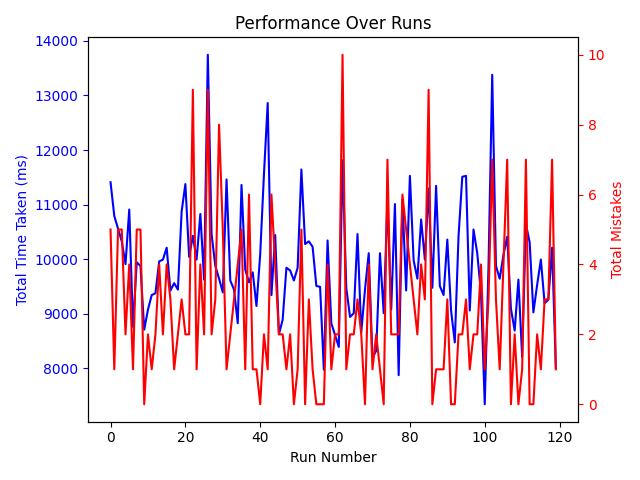 Performance Over Runs
Total Time Taken (ms)
14000
13000
12000
11000
10000
9000
8000
10
8
6
4
2
0
Total Mistakes
0 20 40 60 80 100 120
Run Number